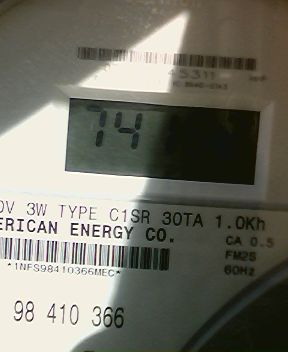 45311
74
0V 3W TYPE C1SR 30TA 1.0Kh
ERICAN ENERGY CO.
CA 0.5
*1NFS98410366MEC*
FM2S
60Hz
98 410 366